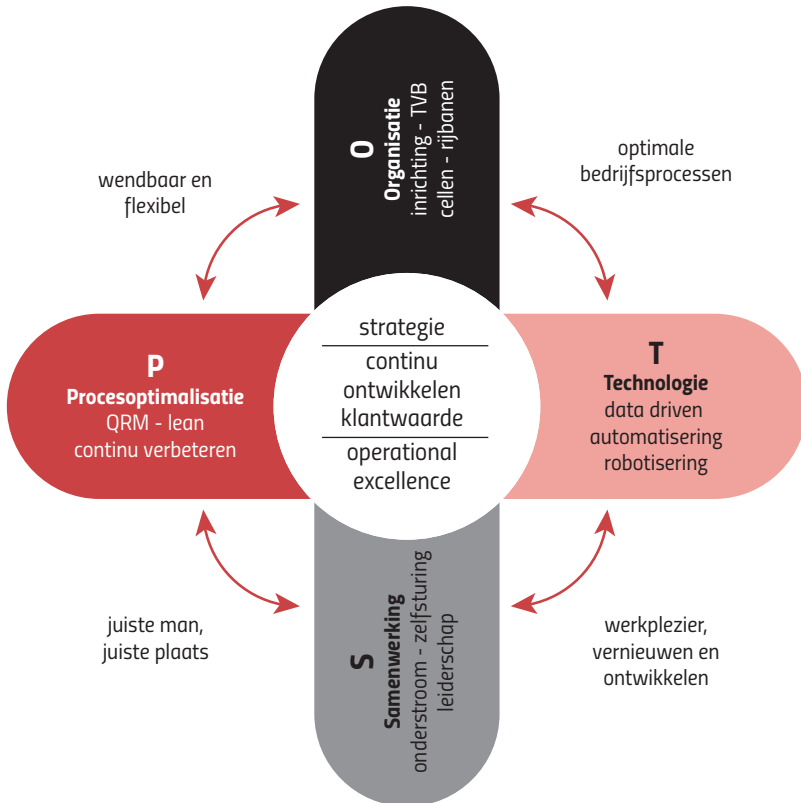 O
Organisatie
inrichting - TVB
cellen - rijbanen
wendbaar en
flexibel
optimale
bedrijfsprocessen
P
Procesoptimalisatie
QRM - lean
continu verbeteren
strategie
continu
ontwikkelen
klantwaarde
operational
excellence
T
Technologie
data driven
automatisering
robotisering
S
Samenwerking
onderstroom - zelfsturing
leiderschap
juiste man,
juiste plaats
werkplezier,
vernieuwen en
ontwikkelen